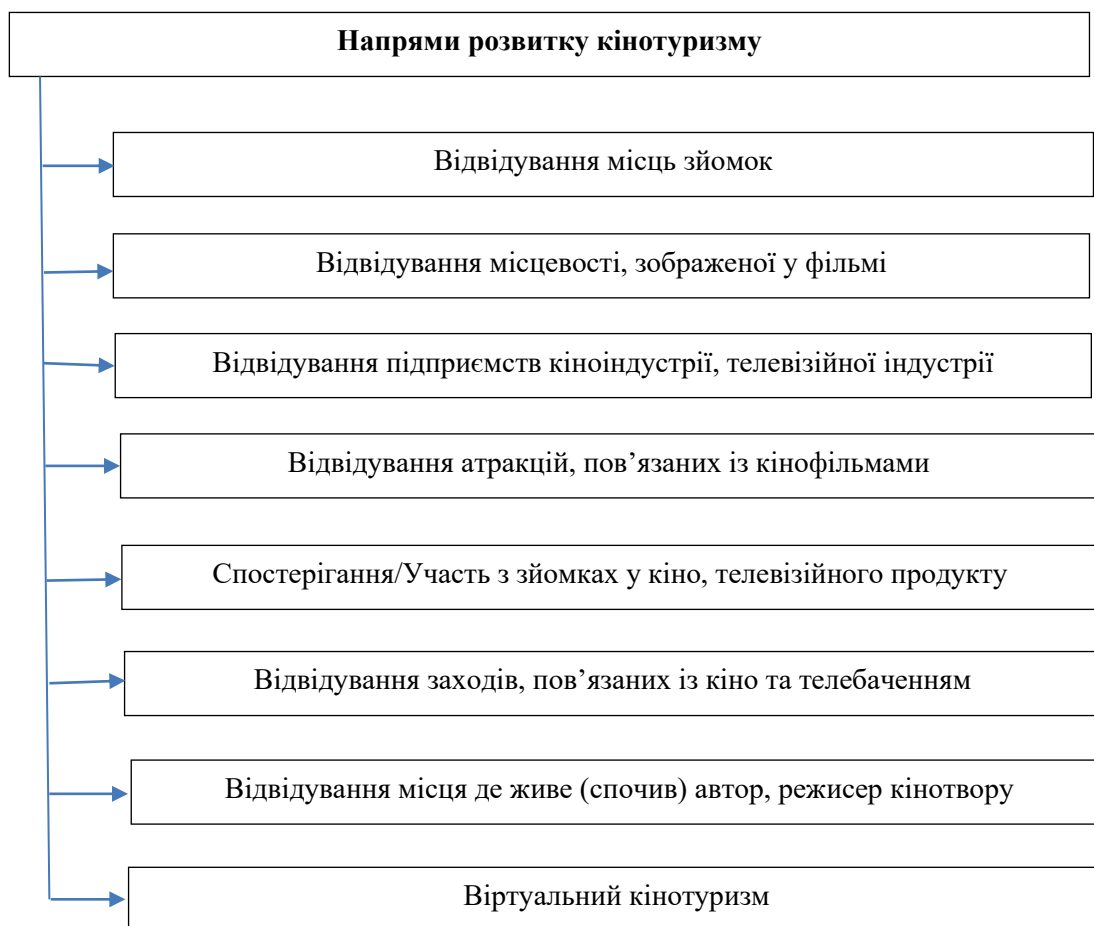 Напрями розвитку кінотуризму
Відвідування місць зйомок
Відвідування місцевості, зображеної у фільмі
Відвідування підприємств кіноіндустрії, телевізійної індустрії
Відвідування атракцій, пов’язаних із кінофільмами
Спостерігання/Участь з зйомках у кіно, телевізійного продукту
Відвідування заходів, пов’язаних із кіно та телебаченням
Відвідування місця де живе (спочив) автор, режисер кінотвору
Віртуальний кінотуризм